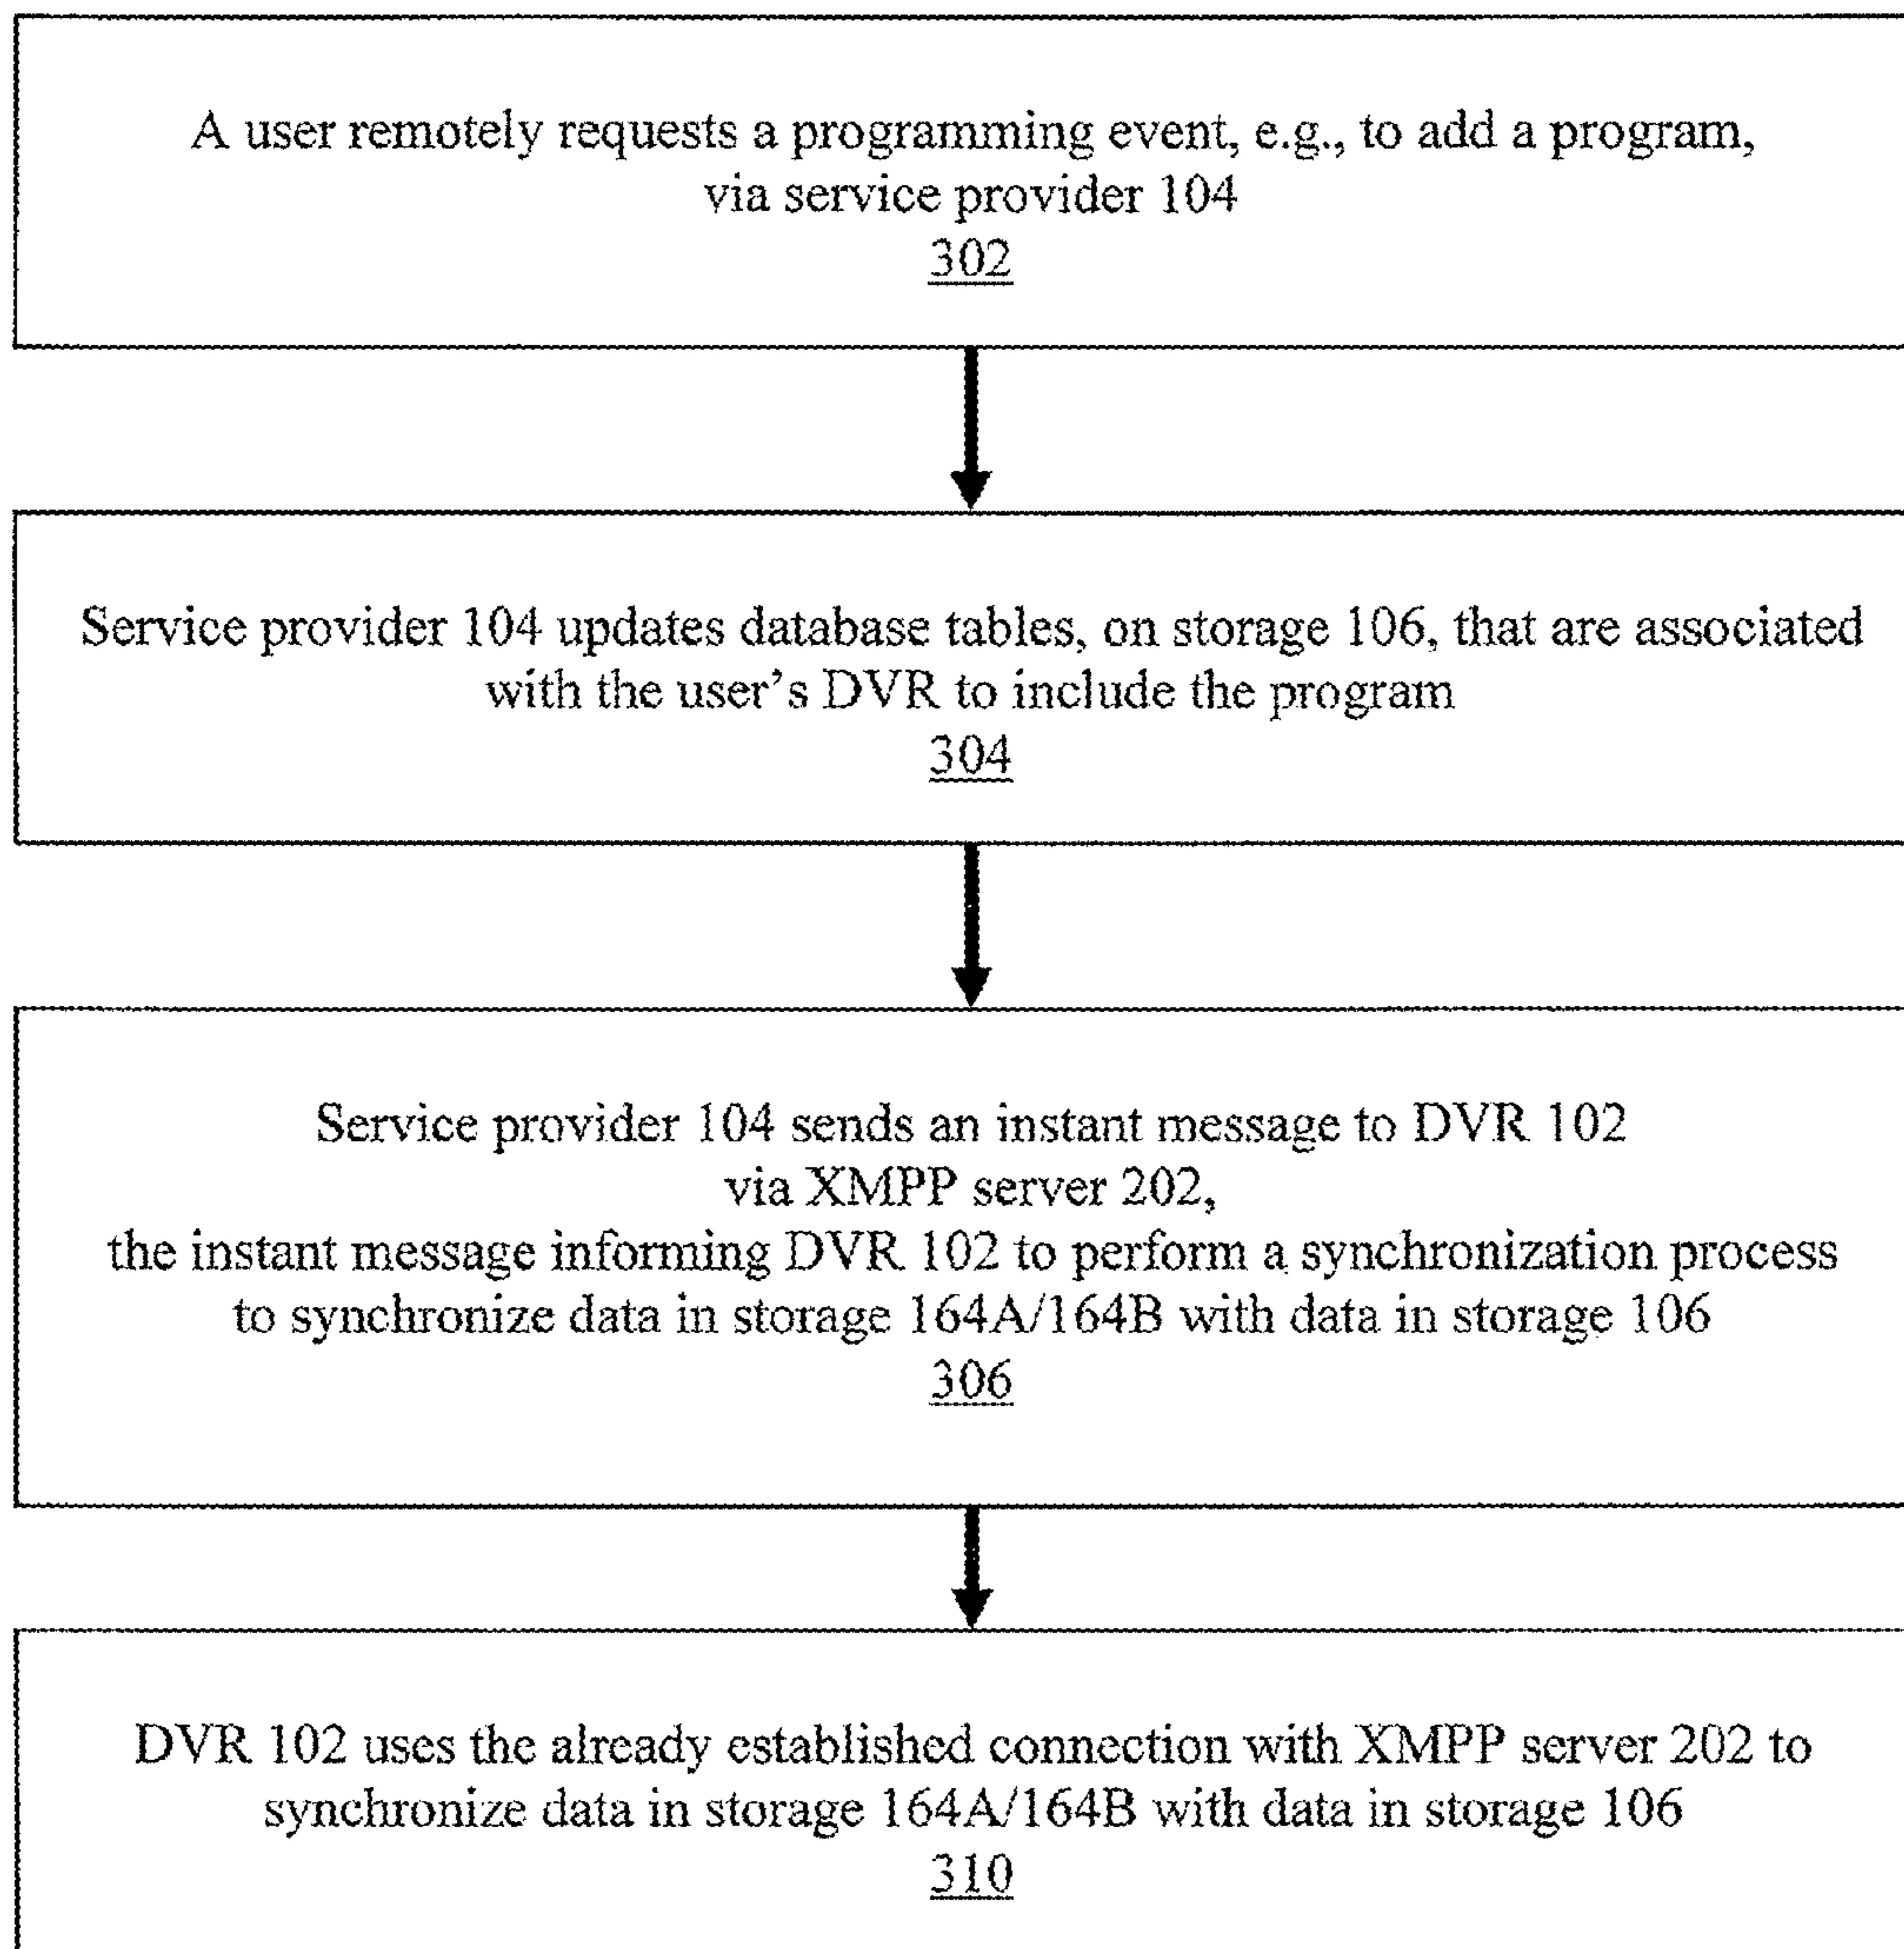 A user remotely requests a programming event, e.g., to add a program,
via service provider 104
302
Service provider 104 updates database tables, on storage 106, that are associated
with the user's DVR to include the program
304
Service provider 104 sends an instant message to DVR 102
via XMPP server 202,
the instant message informing DVR 102 to perform a synchronization process
to synchronize data in storage 164A/164B with data in storage 106
306
DVR 102 uses the already established connection with XMPP server 202 to
synchronize data in storage 164A/164B with data in storage 106
310